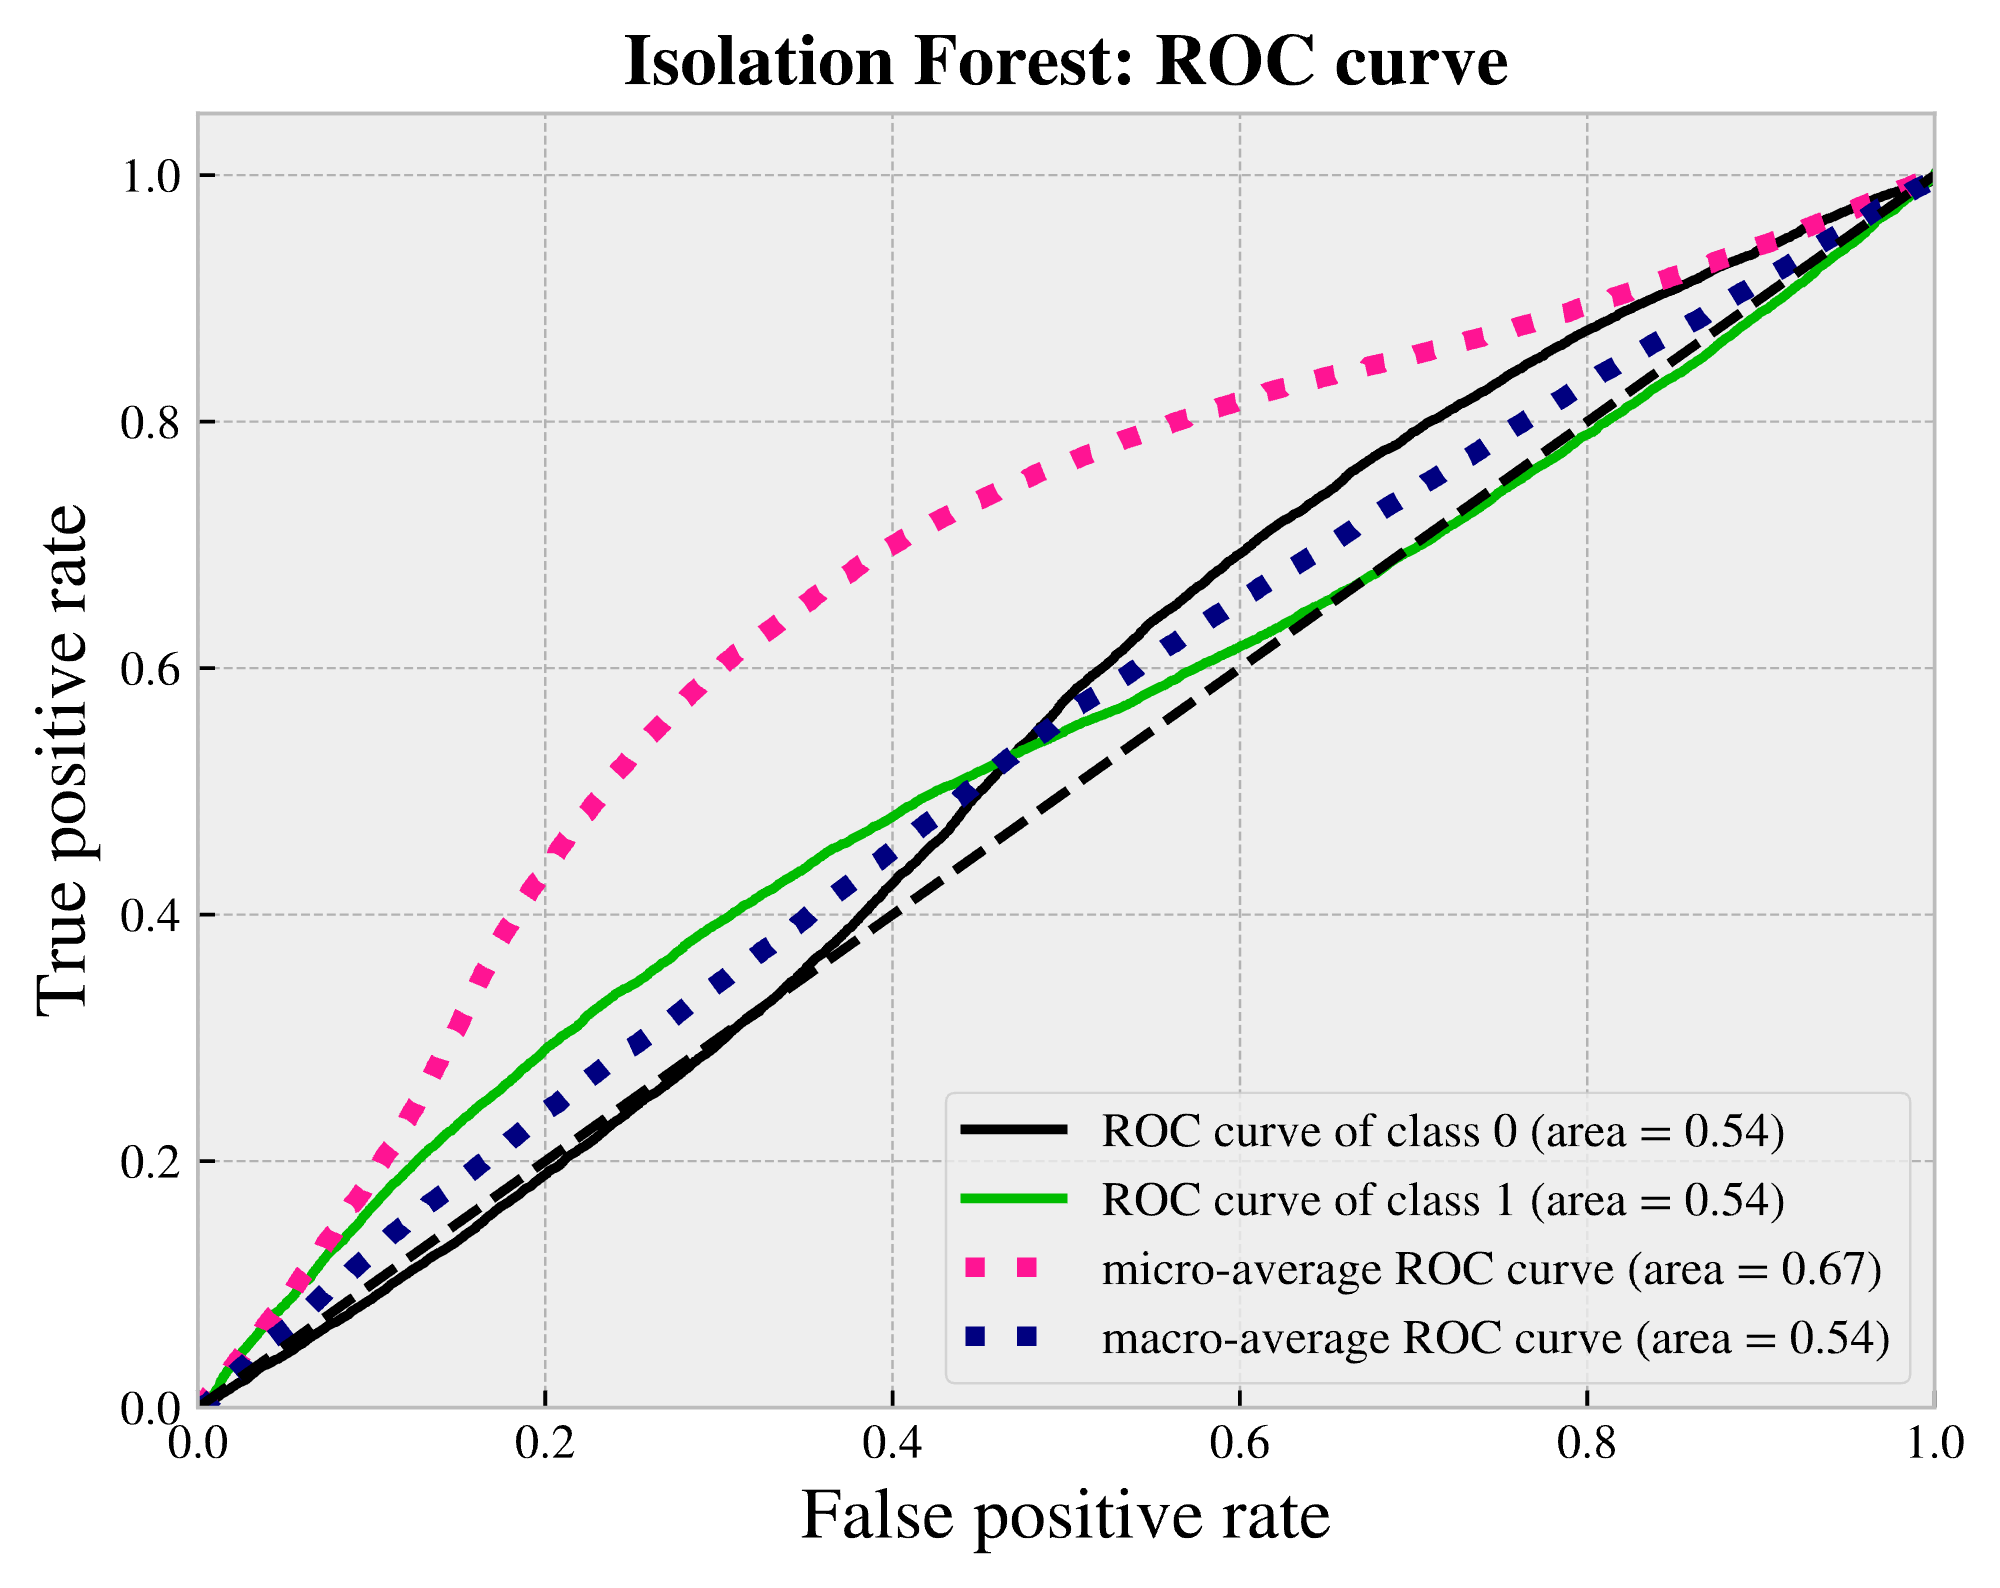 Isolation Forest: ROC curve
1.0
0.8
0.6
0.4
0.2
0.0
True positive rate
ROC curve of class 0 (area = 0.54)
ROC curve of class 1 (area = 0.54)
micro-average ROC curve (area = 0.67)
macro-average ROC curve (area = 0.54)
0.0 0.2 0.4 0.6 0.8 1.0
False positive rate